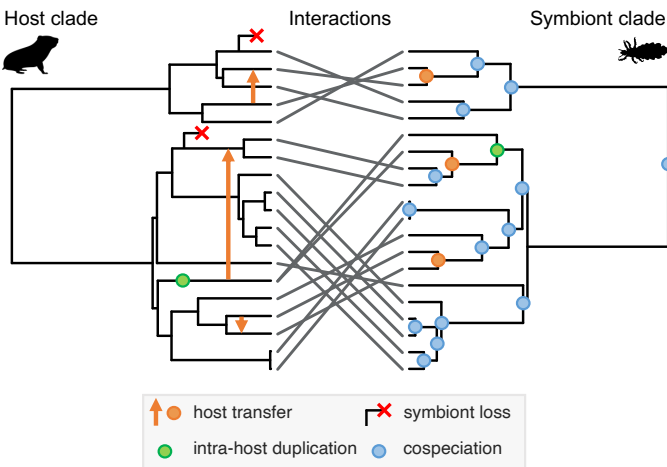 Host clade
Interactions
Symbiont clade
host transfer
symbiont loss
intra-host duplication
cospeciation